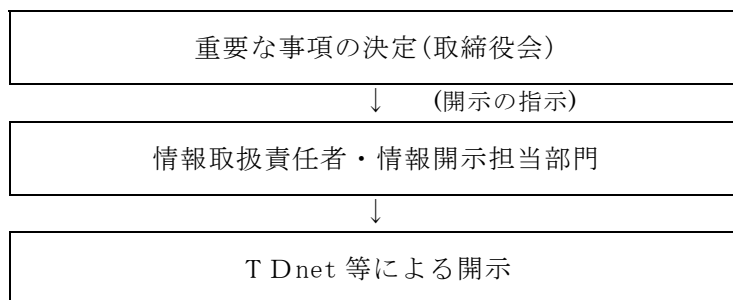 重要な事項の決定(取締役会)
↓ (開示の指示)
情報取扱責任者・情報開示担当部門
↓
ＴＤnet 等による開示